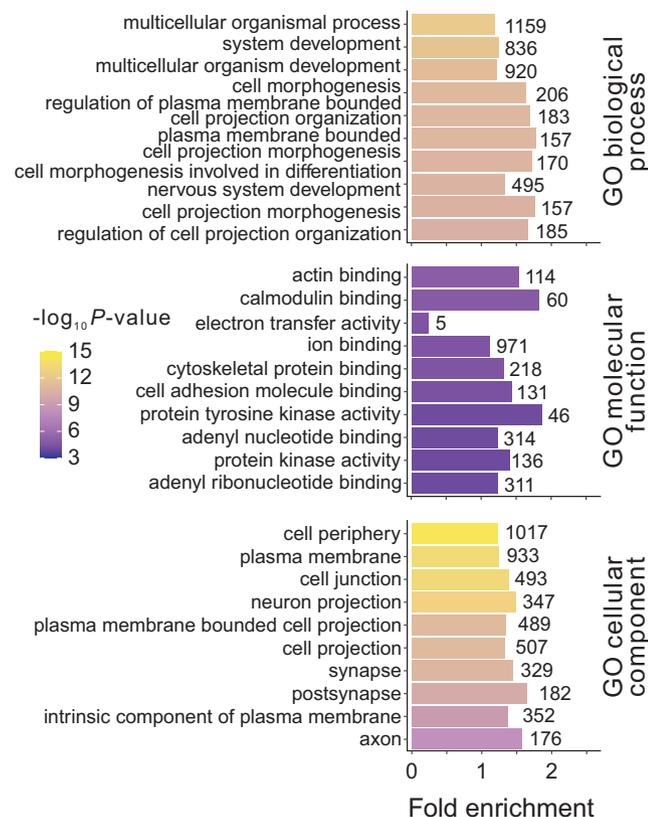 multicellular organismal process 1159
system development 836
multicellular organism development 920
cell morphogenesis 206
regulation of plasma membrane bounded
cell projection organization 183
plasma membrane bounded 157
cell projection morphogenesis
cell morphogenesis involved in differentiation 170
nervous system development 495
cell projection morphogenesis 157
regulation of cell projection organization 185
GO biological
process
actin binding 114
calmodulin binding 60
electron transfer activity 5
ion binding 971
cytoskeletal protein binding 218
cell adhesion molecule binding 131
protein tyrosine kinase activity 46
adenyl nucleotide binding 314
protein kinase activity 136
adenyl ribonucleotide binding 311
GO molecular
function
-log10 P-value
15
12
9
6
3
cell periphery 1017
plasma membrane 933
cell junction 493
neuron projection 347
plasma membrane bounded cell projection 489
cell projection 507
synapse 329
postsynapse 182
intrinsic component of plasma membrane 352
axon 176
GO cellular
component
0 1 2
Fold enrichment